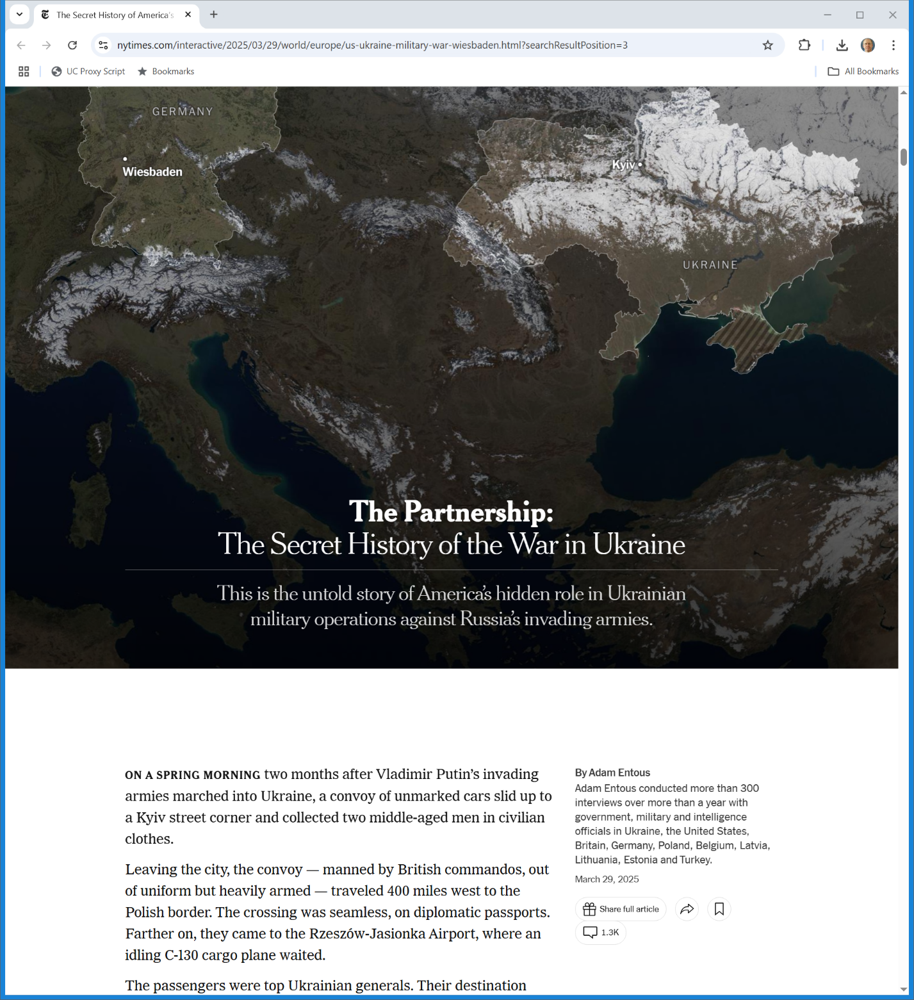 The Secret History of America's
nytimes.com/interactive/2025/03/29/world/europe/us-ukraine-military-war-wiesbaden.html?searchResultPosition=3
UC Proxy Script
Bookmarks
All Bookmarks
GERMANY
Wiesbaden
Kyiv
UKRAINE
The Partnership:
The Secret History of the War in Ukraine
This is the untold story of America’s hidden role in Ukrainian
military operations against Russia’s invading armies.
ON A SPRING MORNING two months after Vladimir Putin’s invading
armies marched into Ukraine, a convoy of unmarked cars slid up to
a Kyiv street corner and collected two middle-aged men in civilian
clothes.
Leaving the city, the convoy — manned by British commandos, out
of uniform but heavily armed — traveled 400 miles west to the
Polish border. The crossing was seamless, on diplomatic passports.
Farther on, they came to the Rzeszów-Jasionka Airport, where an
idling C-130 cargo plane waited.
The passengers were top Ukrainian generals. Their destination
By Adam Entous
Adam Entous conducted more than 300
interviews over more than a year with
government, military and intelligence
officials in Ukraine, the United States,
Britain, Germany, Poland, Belgium, Latvia,
Lithuania, Estonia and Turkey.
March 29, 2025
Share full article
1.3K